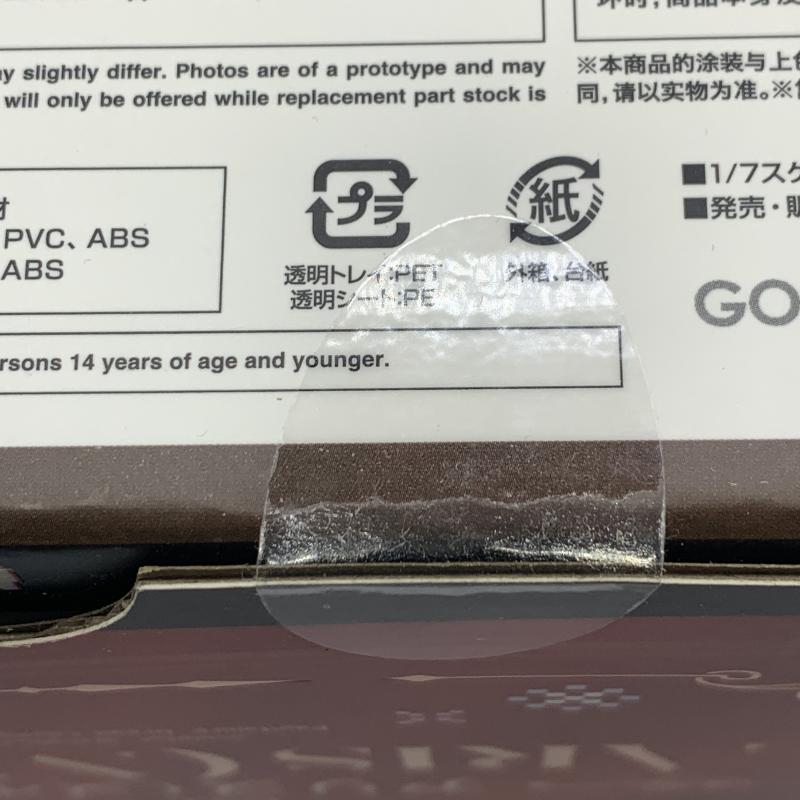 y slightly differ. Photos are of a prototype and may
will only be offered while replacement part stock is
※本商品的涂装与上
同,请以实物为准。※
材
PVC、ABS
ABS
プラ
透明トレイ:PET
透明シート:PE
紙
外箱、台紙
■1/7スケ
■発売・販
GO
rsons 14 years of age and younger.